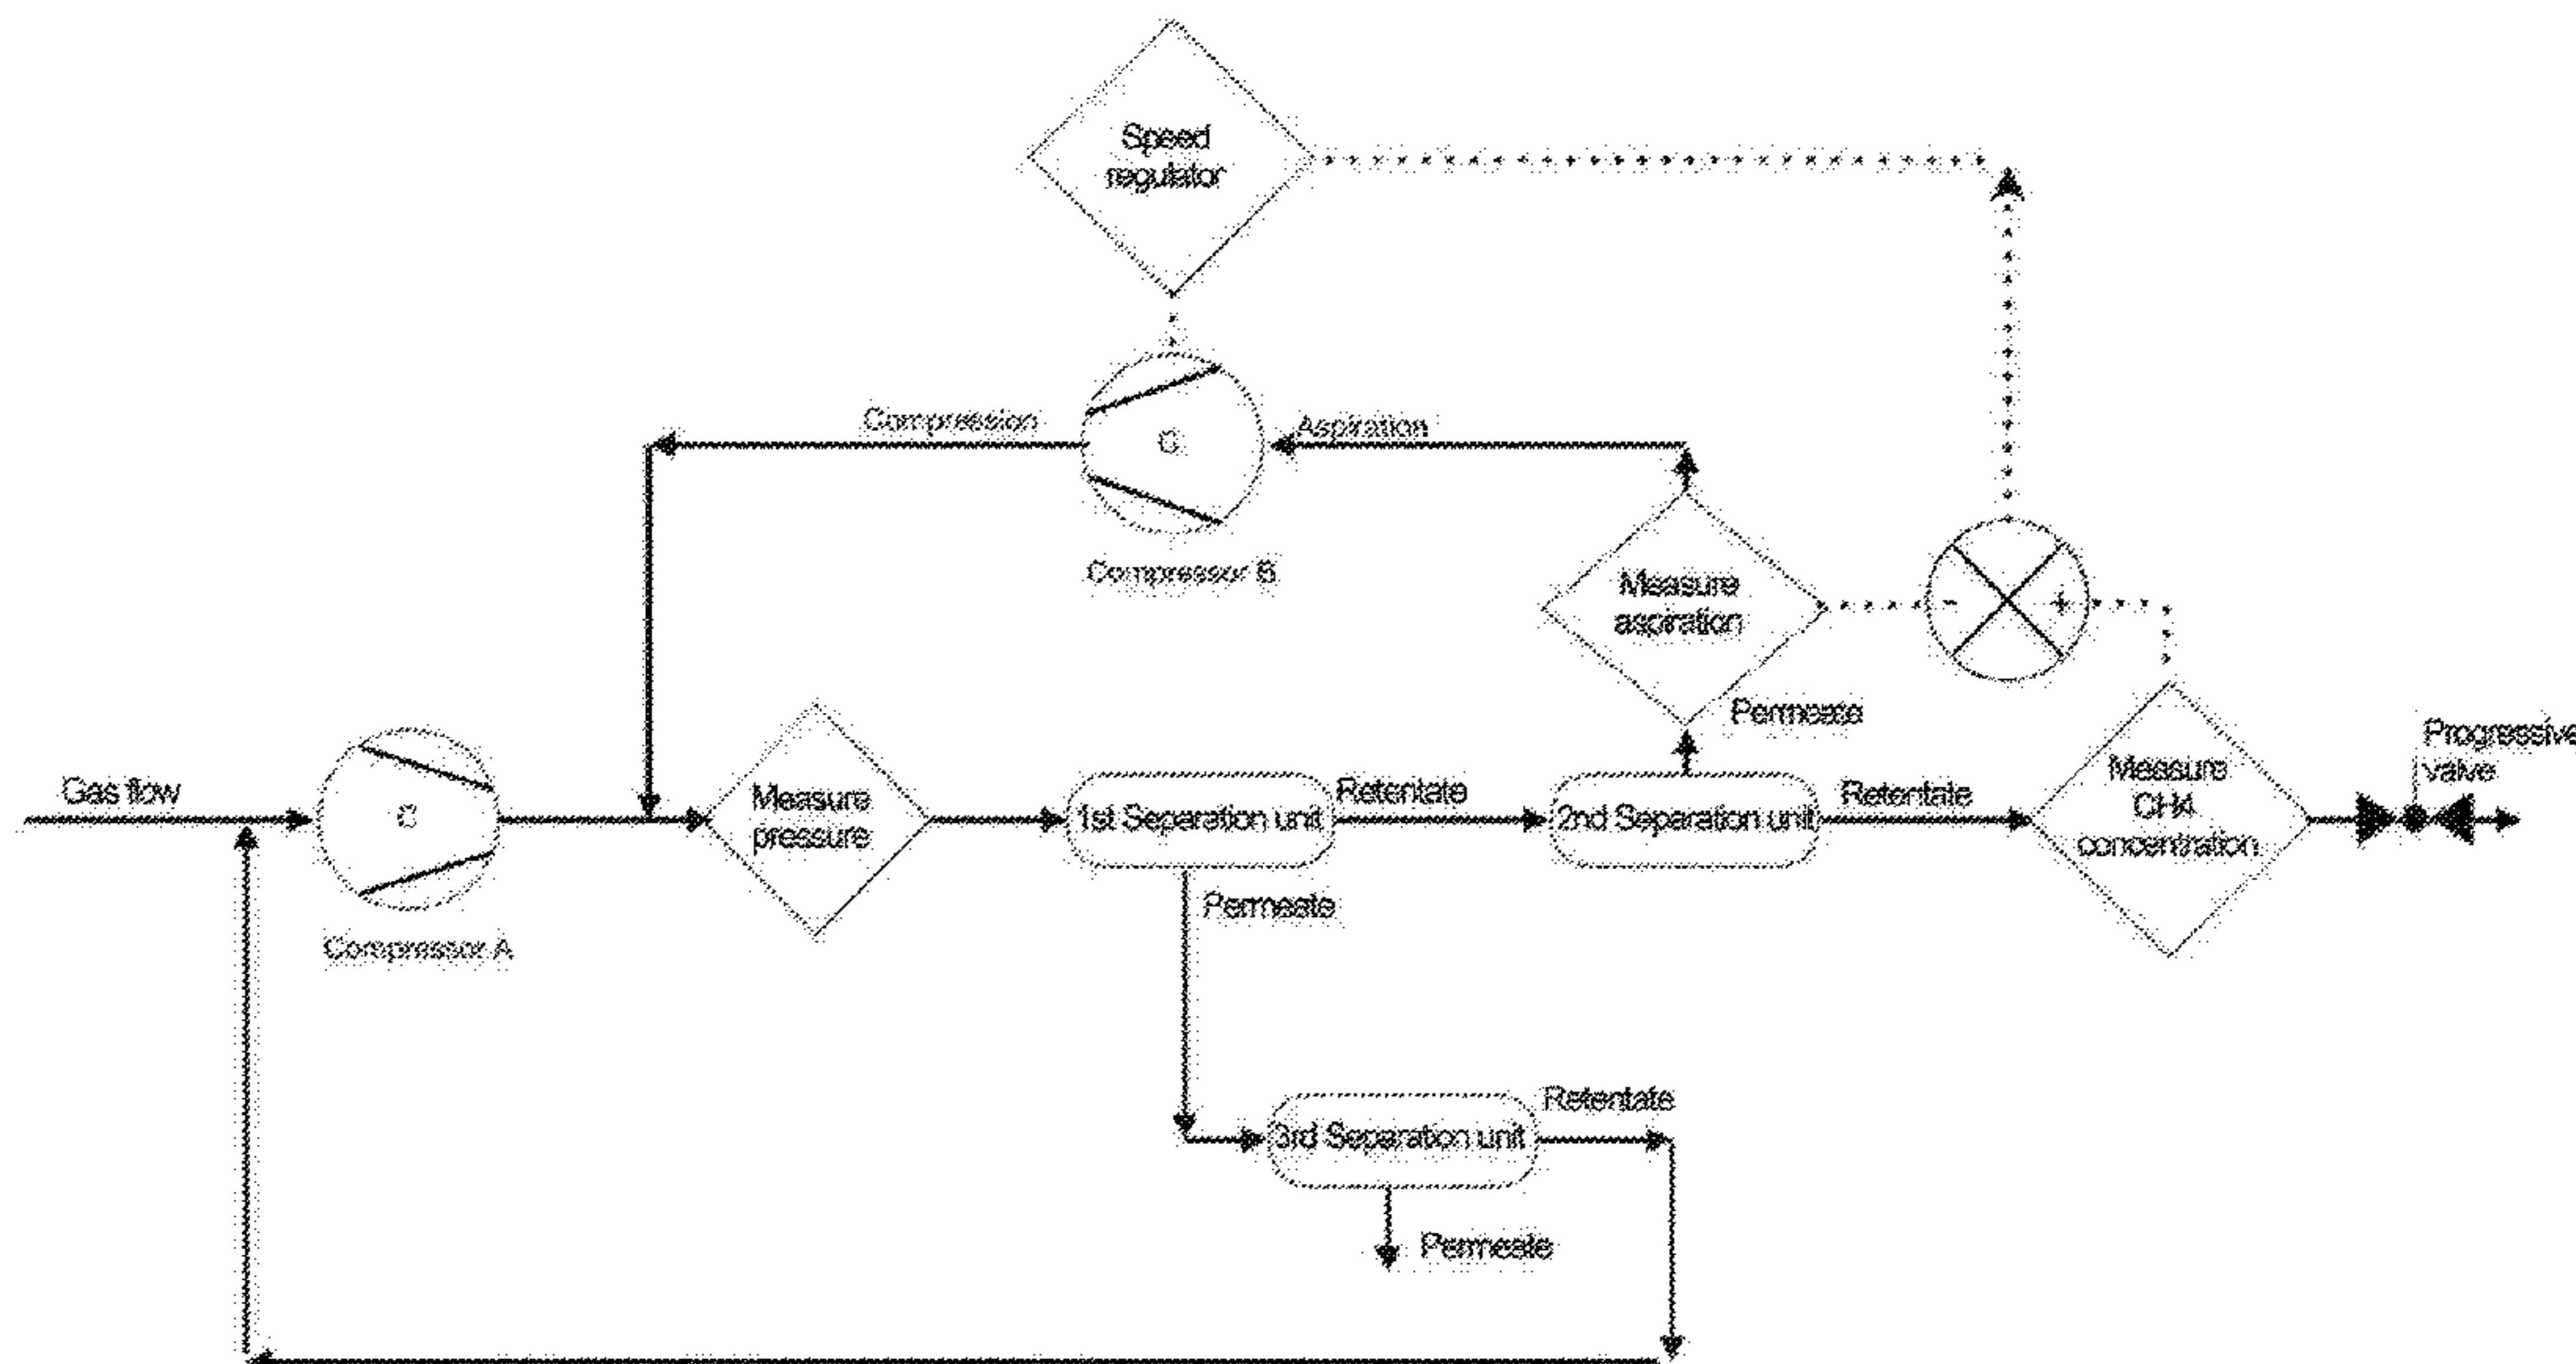 Speed
regulator
Compression
Aspiration
C
Compressor B
Measure
aspiration
-
+
Permeate
Gas flow
C
Compressor A
Measure
pressure
1st Separation unit
Retentate
2nd Separation unit
Retentate
Measure
CH4
concentration
Progressive
valve
Permeate
3rd Separation unit
Retentate
Permeate